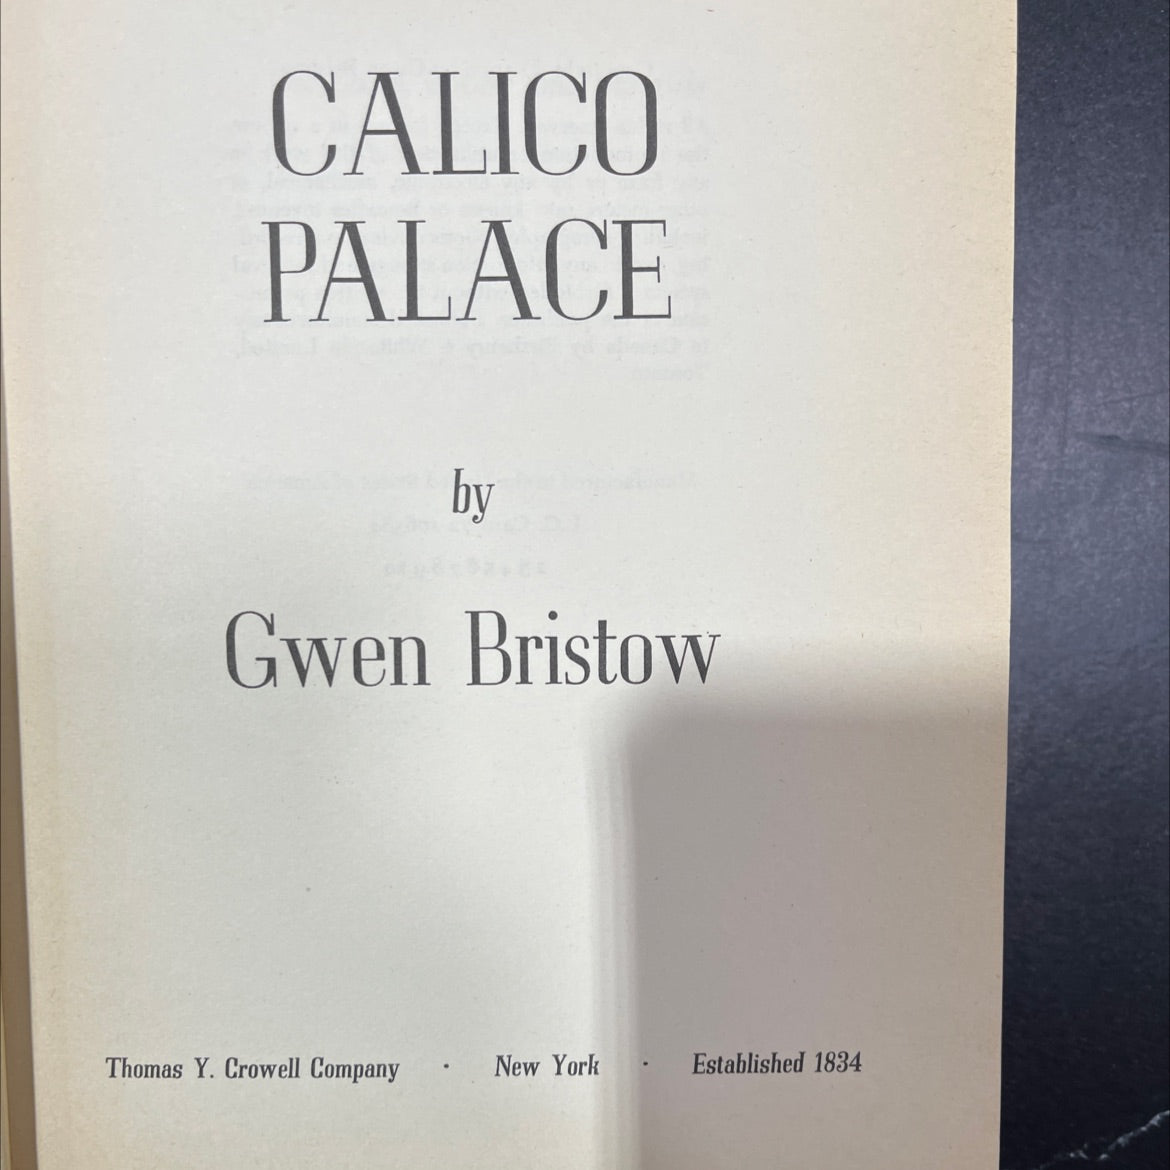 CALICO
PALACE
by
Gwen Bristow
Thomas Y. Crowell Company · New York · Established 1834